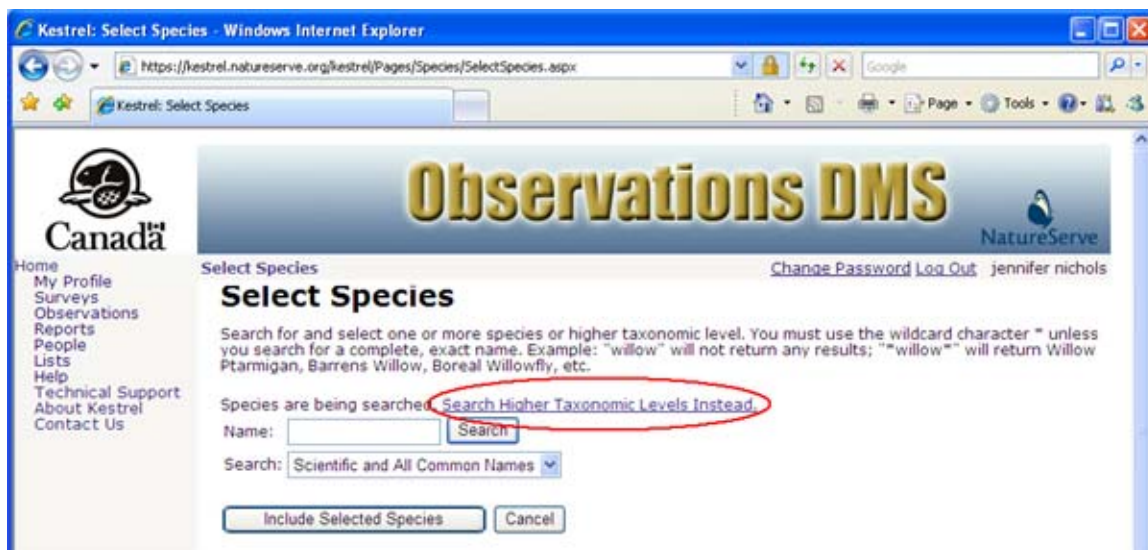 Kestrel: Select Species - Windows Internet Explorer
https://kestrel.natureserve.org/kestrel/Pages/Species/SelectSpecies.aspx
Google
Kestrel: Select Species
Page
Tools
Canada
Observations DMS
NatureServe
Home
My Profile
Surveys
Observations
Reports
People
Lists
Help
Technical Support
About Kestrel
Contact Us
Select Species
Change Password Log Out jennifer nichols
Select Species
Search for and select one or more species or higher taxonomic level. You must use the wildcard character * unless
you search for a complete, exact name. Example: "willow" will not return any results; "*willow*" will return Willow
Ptarmigan, Barrens Willow, Boreal Willowfly, etc.
Species are being searched. Search Higher Taxonomic Levels Instead.
Name:
Search
Search: Scientific and All Common Names
Include Selected Species
Cancel